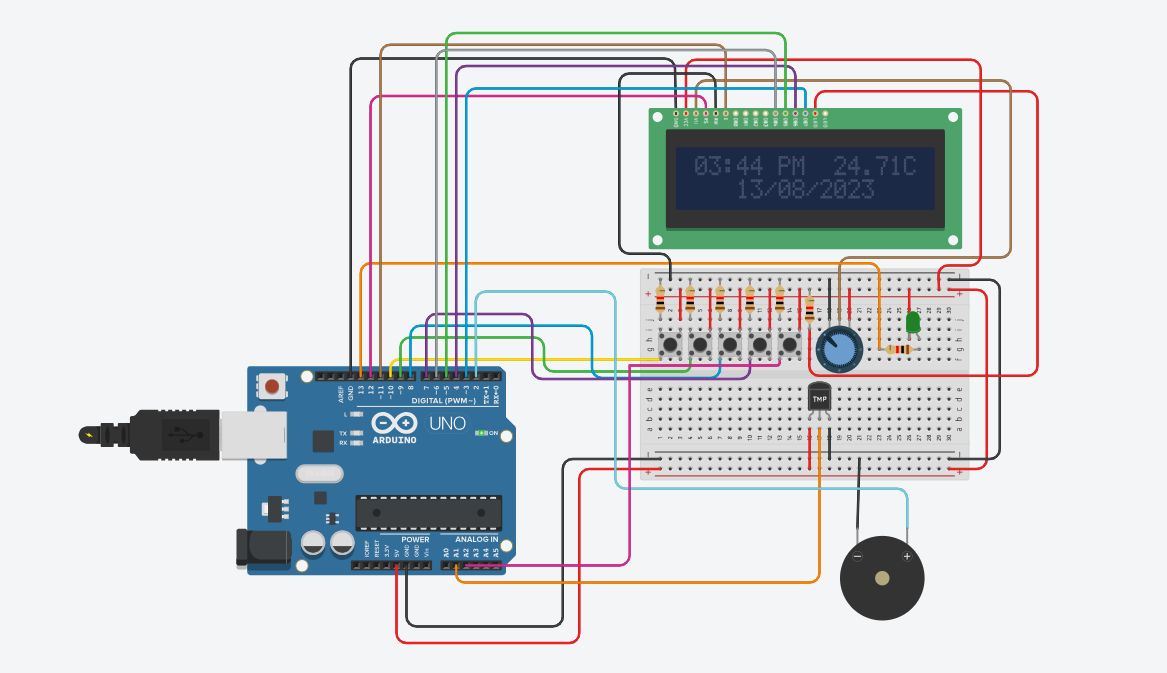 03:44 PM 24.71C
13/08/2023
AREF
GND
13
12
~11
~10
~9
8
7
~6
~5
4
~3
2
TX→1
RX←0
DIGITAL (PWM~)
L
TX
RX
UNO
ON
ARDUINO
TMP
POWER
ANALOG IN
IOREF
RESET
3.3V
5V
GND
GND
Vin
A0
A1
A2
A3
A4
A5